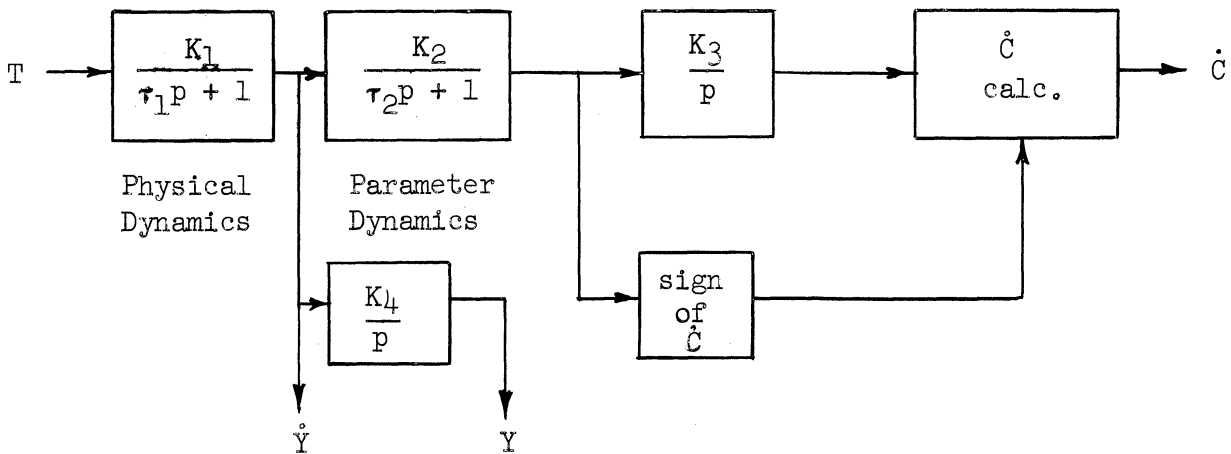 T
K₁
τ₁p + 1
K₂
τ₂p + 1
K₃
p
Ċ
calc.
Ċ
Physical
Dynamics
Parameter
Dynamics
K₄
p
sign
of
Ċ
Ẏ
Y